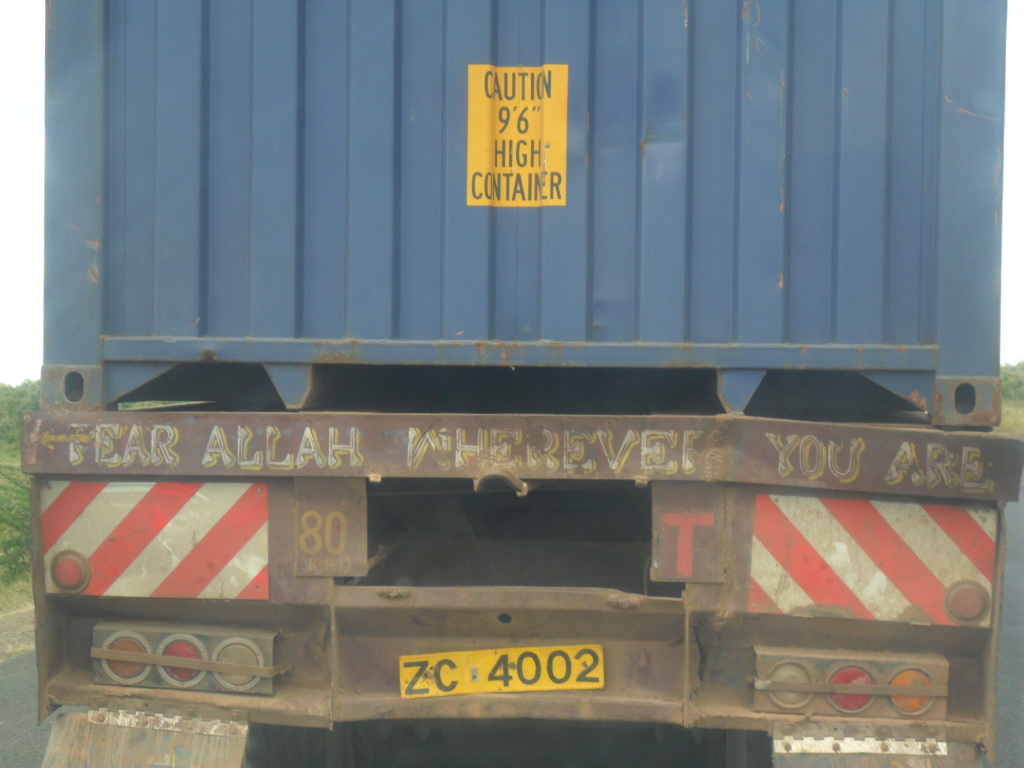 CAUTION
9'6"
HIGH
CONTAINER
FEAR ALLAH WHEREVER YOU ARE
80
T
ZC 4002